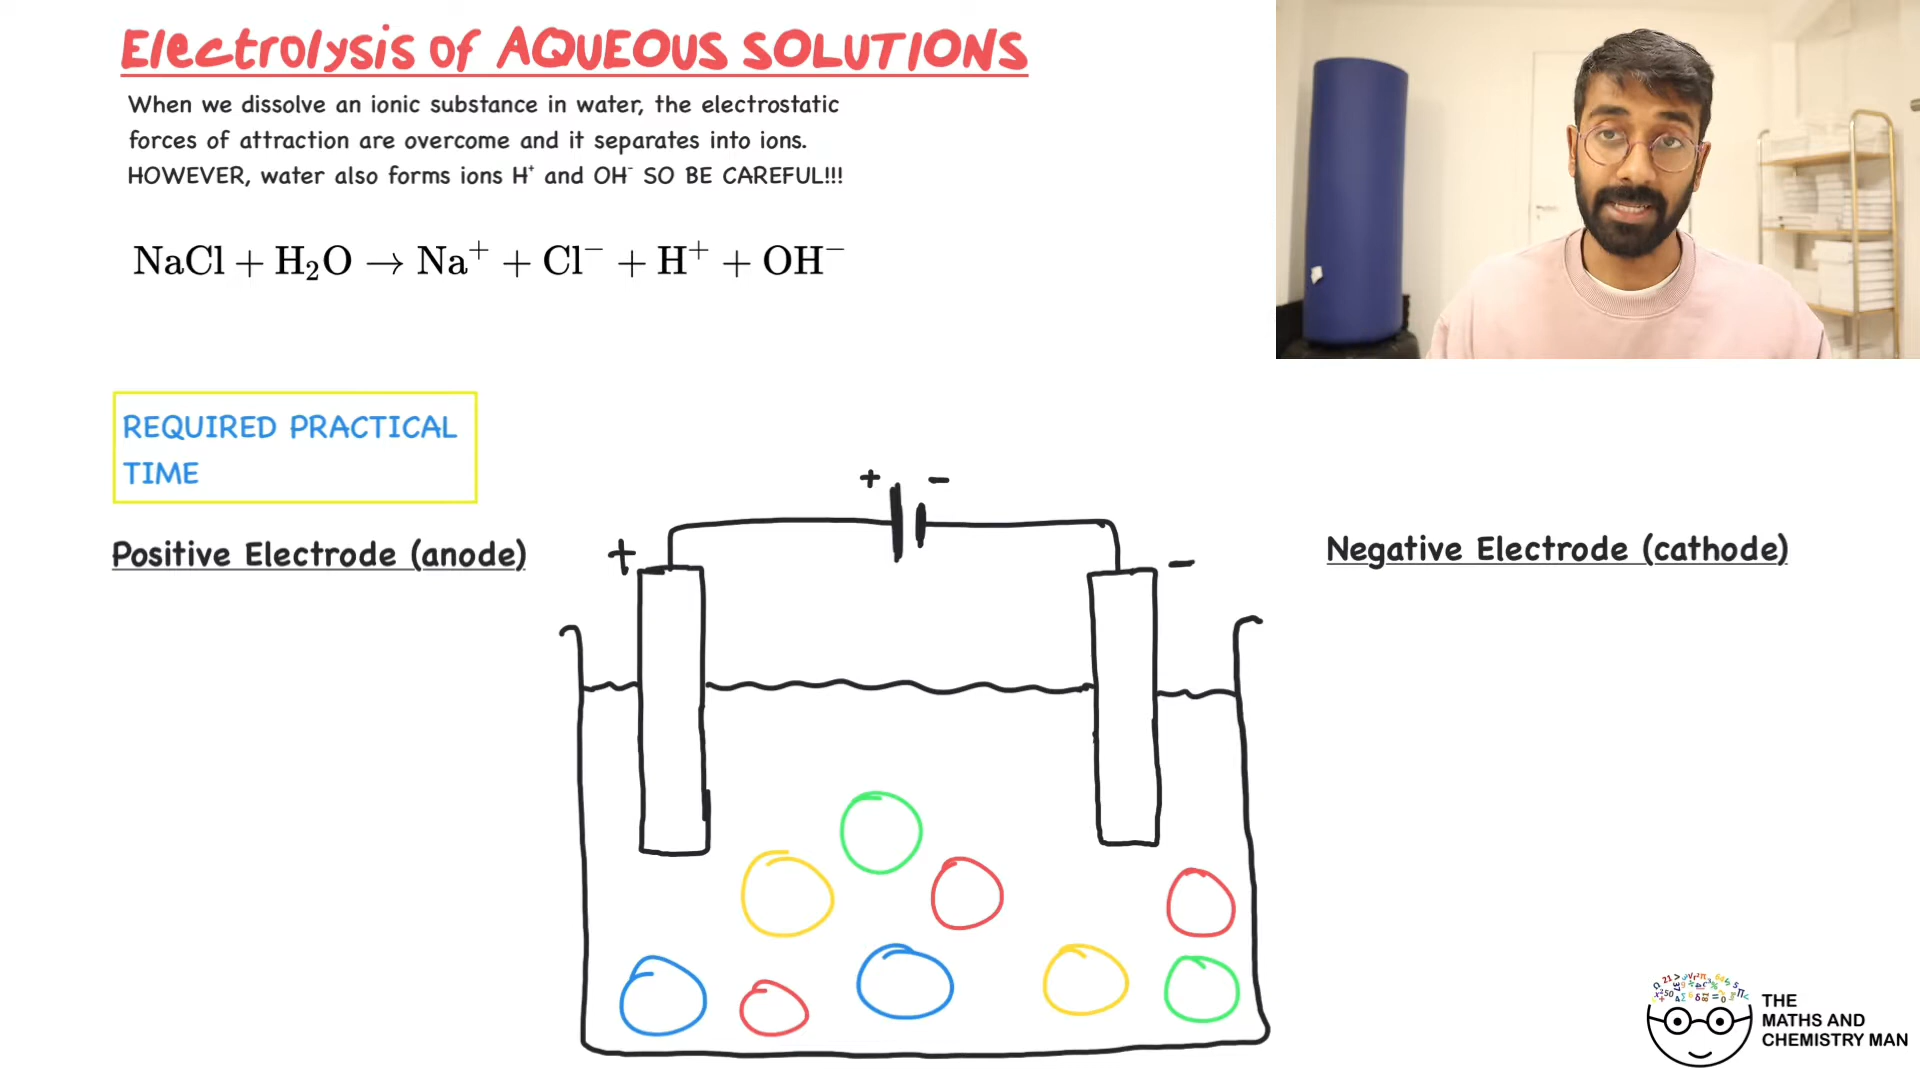 Electrolysis of AQUEOUS SOLUTIONS
When we dissolve an ionic substance in water, the electrostatic
forces of attraction are overcome and it separates into ions.
HOWEVER, water also forms ions H⁺ and OH⁻ SO BE CAREFUL!!!
NaCl + H₂O → Na⁺ + Cl⁻ + H⁺ + OH⁻
REQUIRED PRACTICAL
TIME
+ −
Positive Electrode (anode)
+
−
Negative Electrode (cathode)
THE
MATHS AND
CHEMISTRY MAN